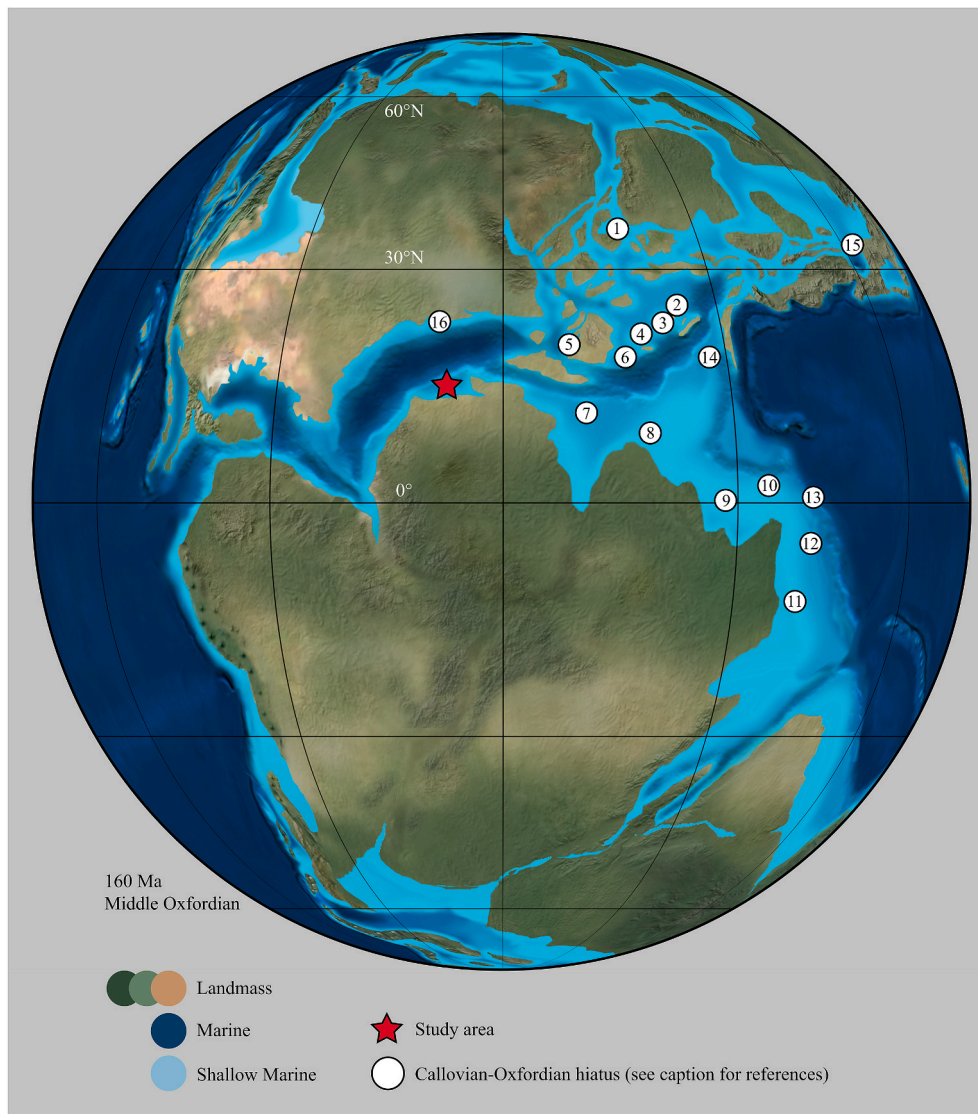 60°N
1
15
30°N
2
16
3
4
5
6
14
7
8
0°
10
9
13
12
11
160 Ma
Middle Oxfordian
Landmass
Marine
Study area
Shallow Marine
Callovian-Oxfordian hiatus (see caption for references)